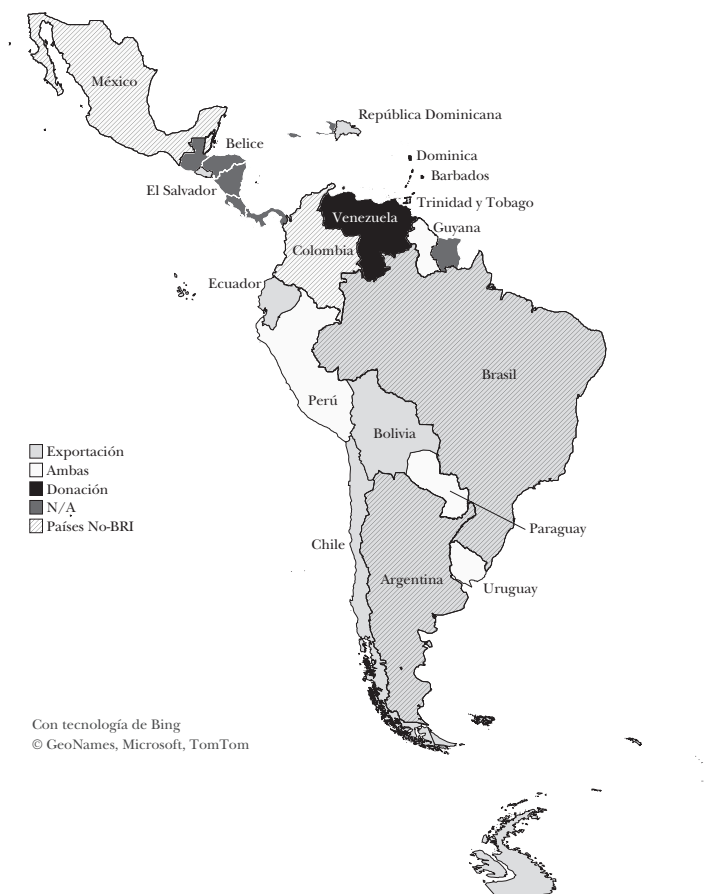 México
República Dominicana
Belice
Dominica
Barbados
El Salvador
Trinidad y Tobago
Venezuela
Guyana
Colombia
Ecuador
Brasil
Perú
Bolivia
Exportación
Ambas
Donación
N/A
Países No-BRI
Paraguay
Chile
Argentina
Uruguay
Con tecnología de Bing
© GeoNames, Microsoft, TomTom